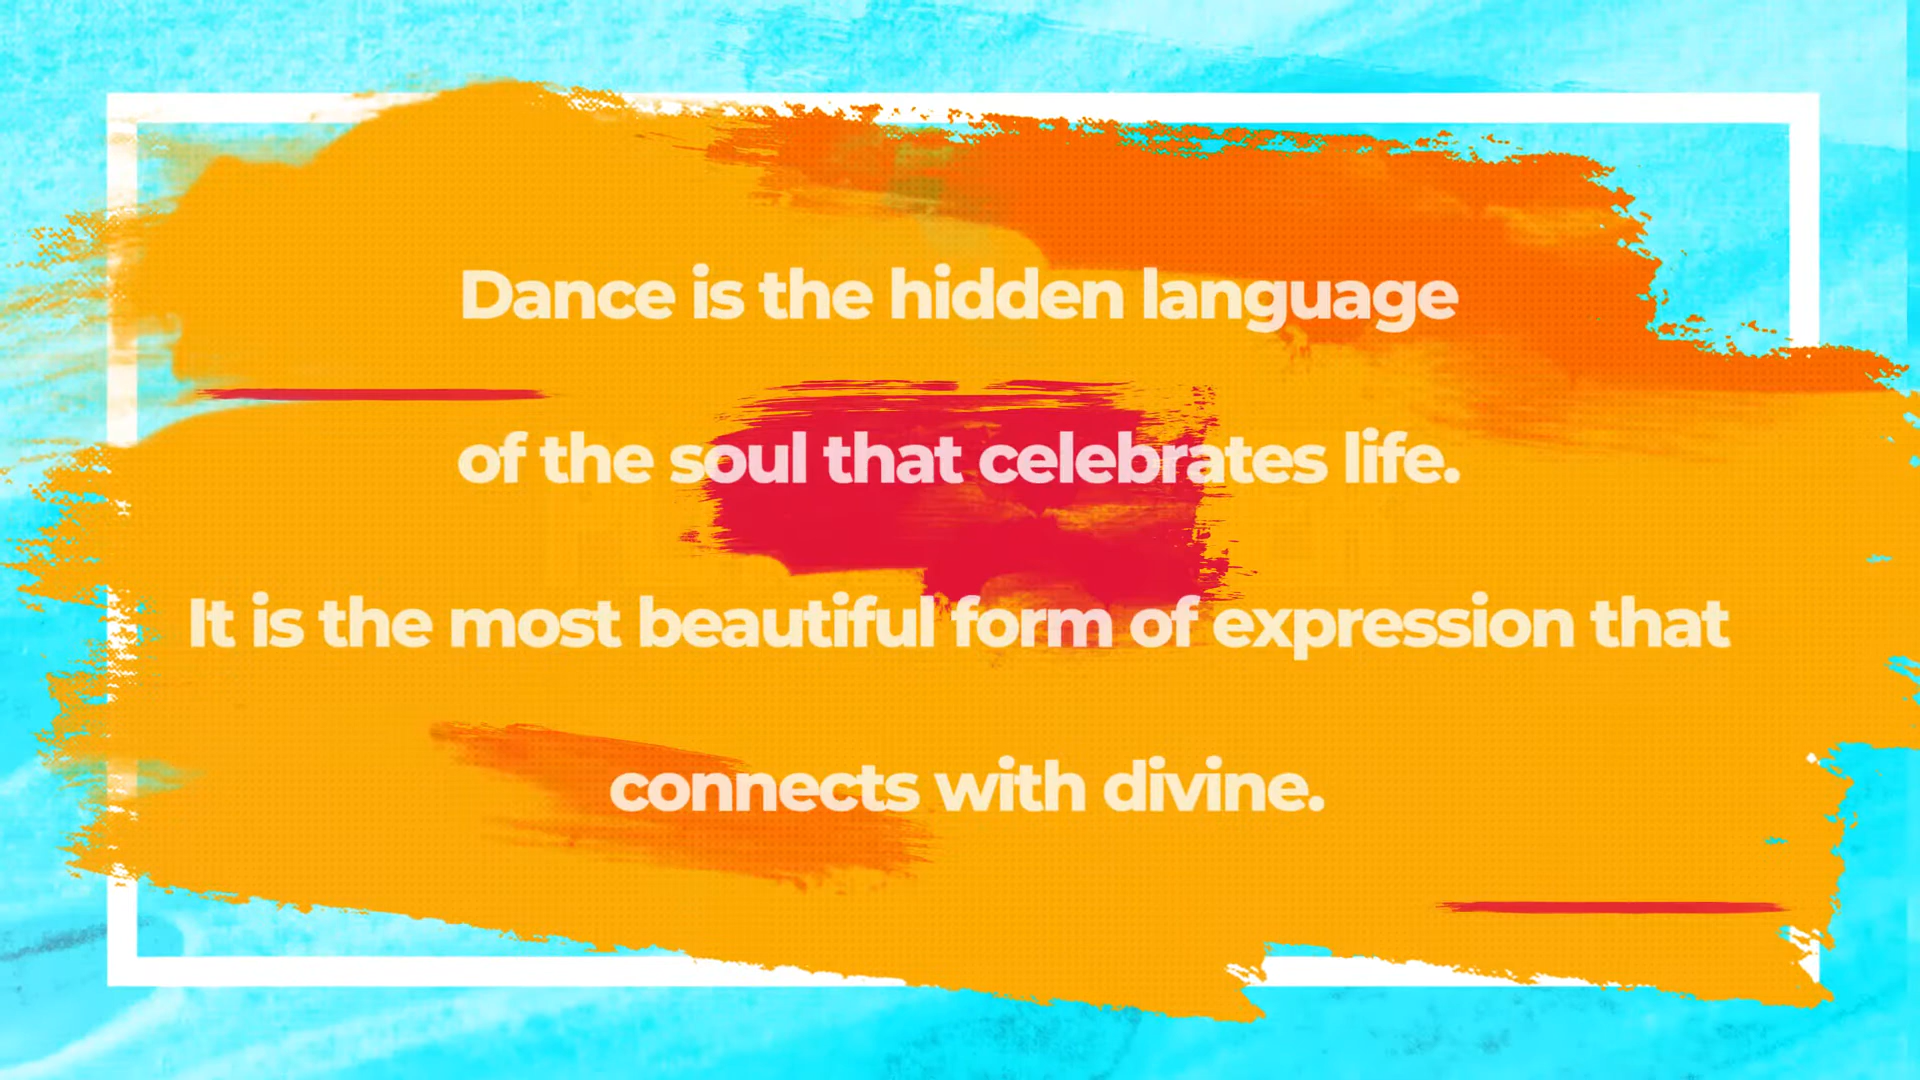 Dance is the hidden language
of the soul that celebrates life.
It is the most beautiful form of expression that
connects with divine.